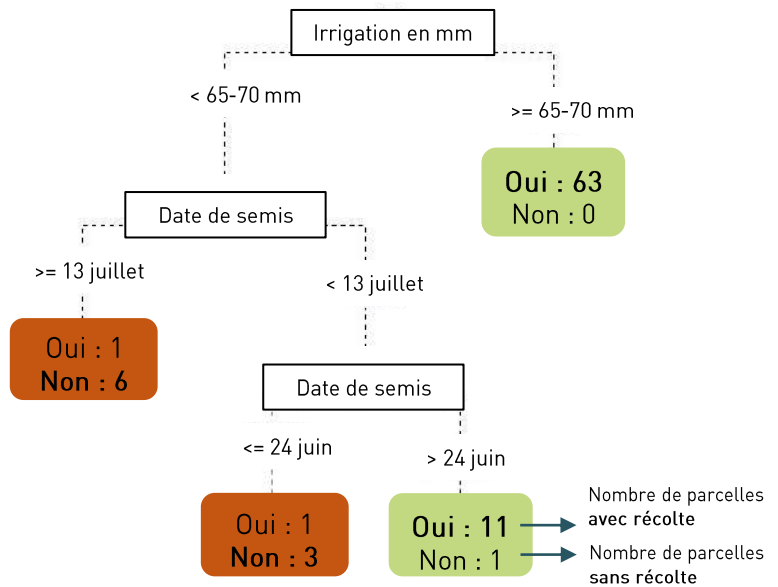 Irrigation en mm
< 65-70 mm
>= 65-70 mm
Oui : 63
Non : 0
Date de semis
>= 13 juillet
< 13 juillet
Oui : 1
Non : 6
Date de semis
<= 24 juin
> 24 juin
Oui : 1
Non : 3
Oui : 11
Non : 1
Nombre de parcelles
avec récolte
Nombre de parcelles
sans récolte